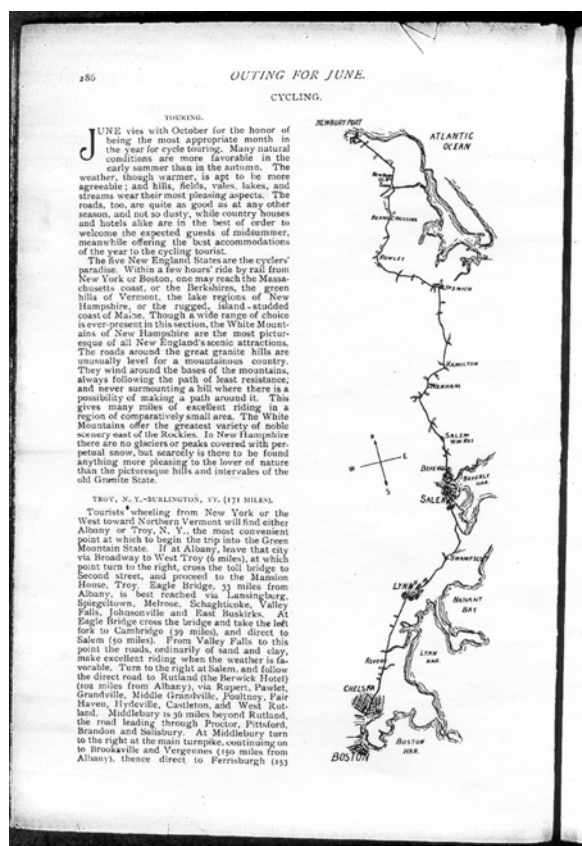 286
OUTING FOR JUNE.
CYCLING.
TOURING.
JUNE vies with October for the honor of
being the most appropriate month in
the year for cycle touring. Many natural
conditions are more favorable in the
early summer than in the autumn. The
weather, though warmer, is apt to be more
agreeable; and hills, fields, vales, lakes, and
streams wear their most pleasing aspects. The
roads, too, are quite as good as at any other
season, and not so dusty, while country houses
and hotels alike are in the best of order to
welcome the expected guests of midsummer,
meanwhile offering the best accommodations
of the year to the cycling tourist.
The five New England States are the cyclers'
paradise. Within a few hours' ride by rail from
New York or Boston, one may reach the Massa-
chusetts coast, or the Berkshires, the green
hills of Vermont, the lake regions of New
Hampshire, or the rugged, island-studded
coast of Maine. Though a wide range of choice
is ever-present in this section, the White Mount-
ains of New Hampshire are the most pictur-
esque of all New England's scenic attractions.
The roads around the great granite hills are
unusually level for a mountainous country.
They wind around the bases of the mountains,
always following the path of least resistance,
and never surmounting a hill where there is a
possibility of making a path around it. This
gives many miles of excellent riding in a
region of comparatively small area. The White
Mountains offer the greatest variety of noble
scenery east of the Rockies. In New Hampshire
there are no glaciers or peaks covered with per-
petual snow, but scarcely is there to be found
anything more pleasing to the lover of nature
than the picturesque hills and intervales of the
old Granite State.
TROY, N. Y.–BURLINGTON, VT. (171 MILES).
Tourists wheeling from New York or the
West toward Northern Vermont will find either
Albany or Troy, N. Y., the most convenient
point at which to begin the trip into the Green
Mountain State. If at Albany, leave that city
via Broadway to West Troy (6 miles), at which
point turn to the right, cross the toll bridge to
Second street, and proceed to the Mansion
House, Troy. Eagle Bridge, 33 miles from
Albany, is best reached via Lansingburg,
Spiegeltown, Melrose, Schaghticoke, Valley
Falls, Johnsonville and East Buskirks. At
Eagle Bridge cross the bridge and take the left
fork to Cambridge (39 miles), and direct to
Salem (50 miles). From Valley Falls to this
point the roads, ordinarily of sand and clay,
make excellent riding when the weather is fa-
vorable. Turn to the right at Salem, and follow
the direct road to Rutland (the Berwick Hotel)
(102 miles from Albany), via Rupert, Pawlet,
Grandville, Middle Grandville, Poultney, Fair
Haven, Hydeville, Castleton, and West Rut-
land. Middlebury is 36 miles beyond Rutland,
the road leading through Proctor, Pittsford,
Brandon and Salisbury. At Middlebury turn
to the right at the main turnpike, continuing on
to Brooksville and Vergennes (150 miles from
Albany), thence direct to Ferrisburgh (153
NEWBURY PORT
ATLANTIC
OCEAN
CROSSING
ROWLEY
IPSWICH
HAMILTON
WENHAM
SALEM
N
E
W
S
BEVERLY
BEVERLY
HAR.
SALEM
SWAMPSCOTT
LYNN
NAHANT
BAY
LYNN
HAR.
REVERE
CHELSEA
BOSTON
HAR.
BOSTON